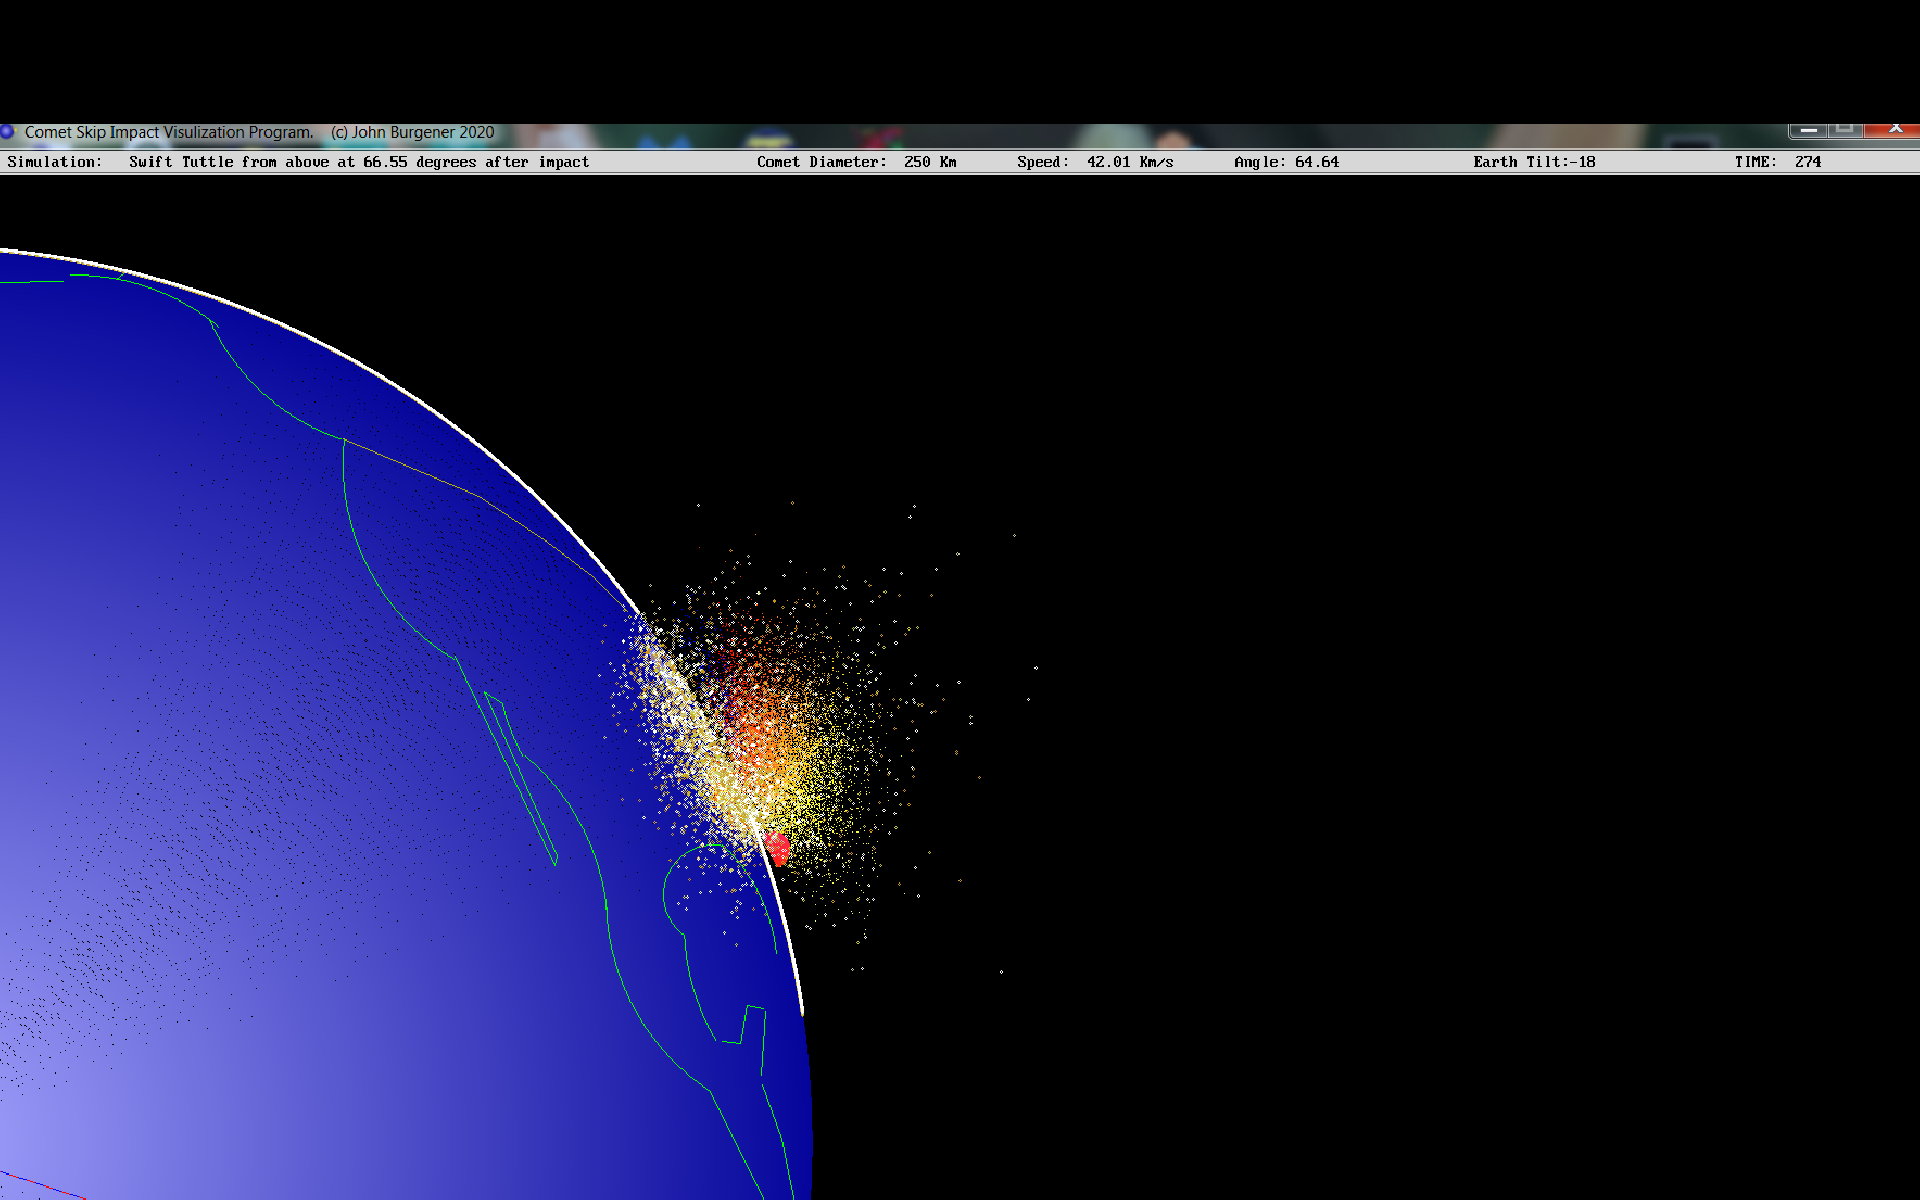 Comet Skip Impact Visulization Program. (c) John Burgener 2020
Simulation: Swift Tuttle from above at 66.55 degrees after impact Comet Diameter: 250 Km Speed: 42.01 Km/s Angle: 64.64 Earth Tilt:-18 TIME: 274